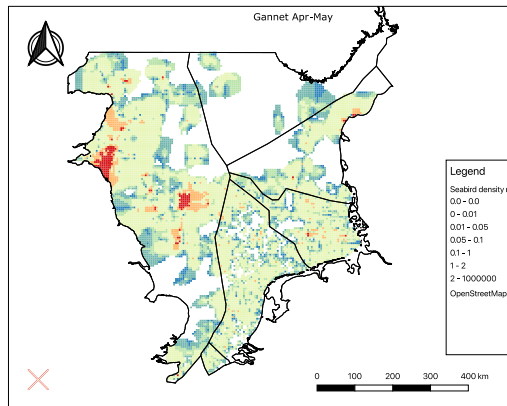 Gannet Apr-May
Legend
Seabird density
0.0 - 0.0
0 - 0.01
0.01 - 0.05
0.05 - 0.1
0.1 - 1
1 - 2
2 - 1000000
OpenStreetMap
0 100 200 300 400 km